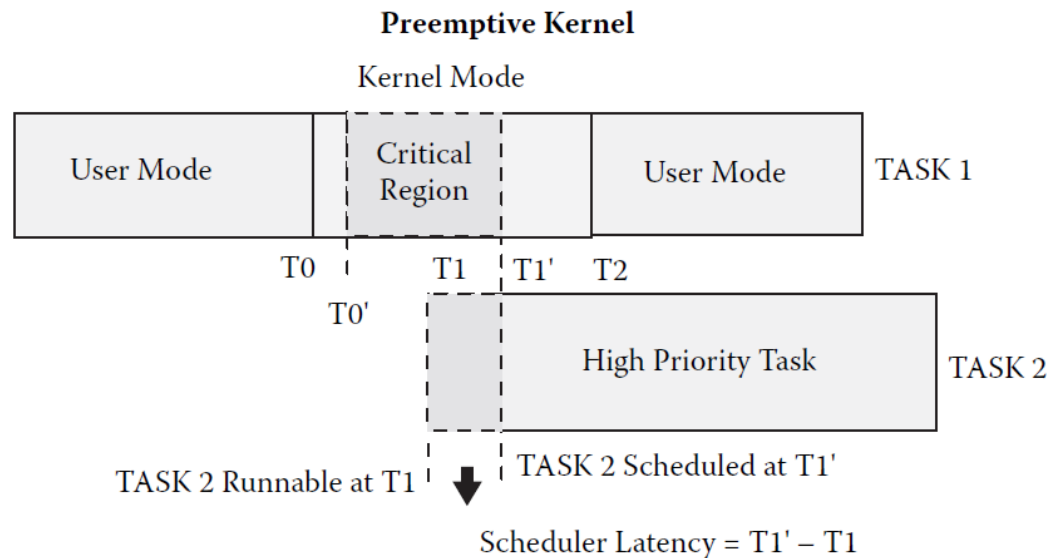 Preemptive Kernel
Kernel Mode
User Mode
Critical
Region
User Mode
TASK 1
T0
T1
T1'
T2
T0'
High Priority Task
TASK 2
TASK 2 Runnable at T1
TASK 2 Scheduled at T1'
Scheduler Latency = T1' – T1